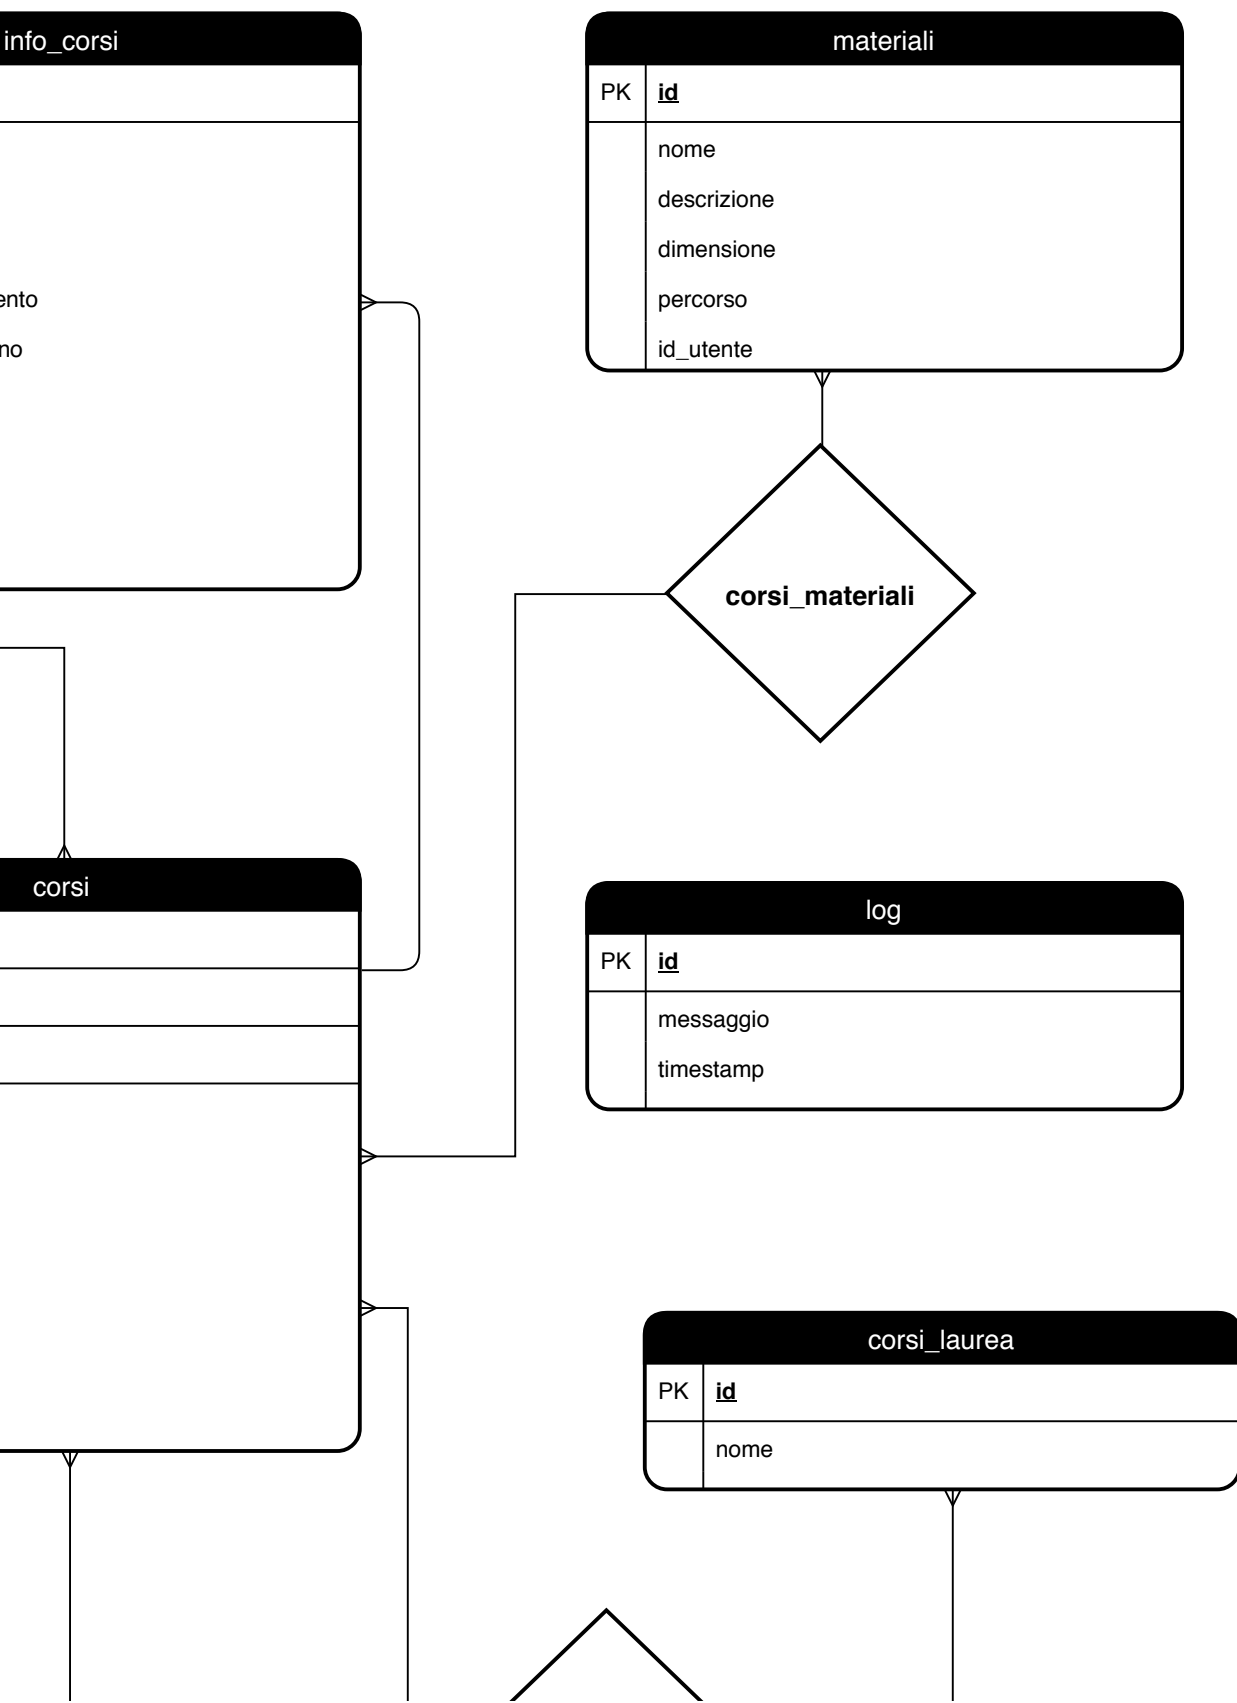 info_corsi
ento
no
materiali
PK id
nome
descrizione
dimensione
percorso
id_utente
corsi_materiali
corsi
log
PK id
messaggio
timestamp
corsi_laurea
PK id
nome